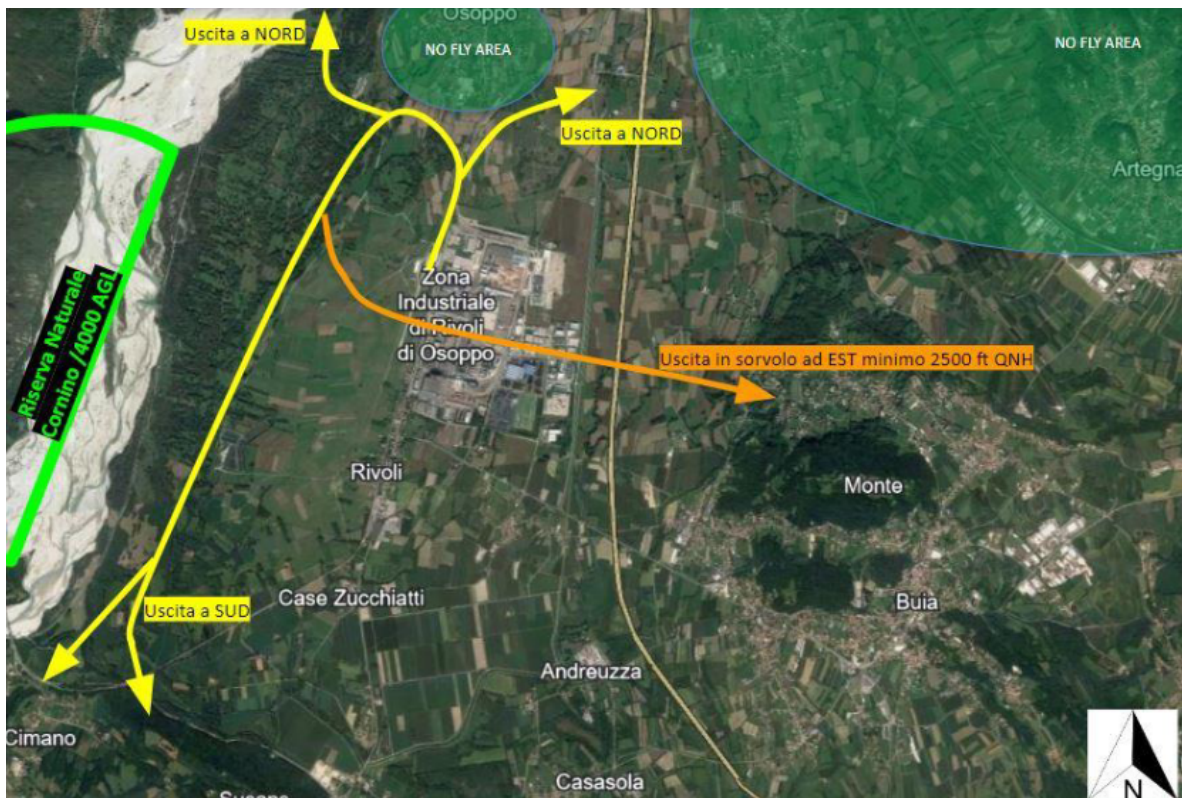 Osoppo
NO FLY AREA
Uscita a NORD
NO FLY AREA
Uscita a NORD
Artegna
Riserva Naturale
Cornino /4000 AGL
Zona
Industriale
di Rivoli
di Osoppo
Uscita in sorvolo ad EST minimo 2500 ft QNH
Rivoli
Monte
Case Zucchiatti
Uscita a SUD
Buia
Andreuzza
Cimano
Casasola
N